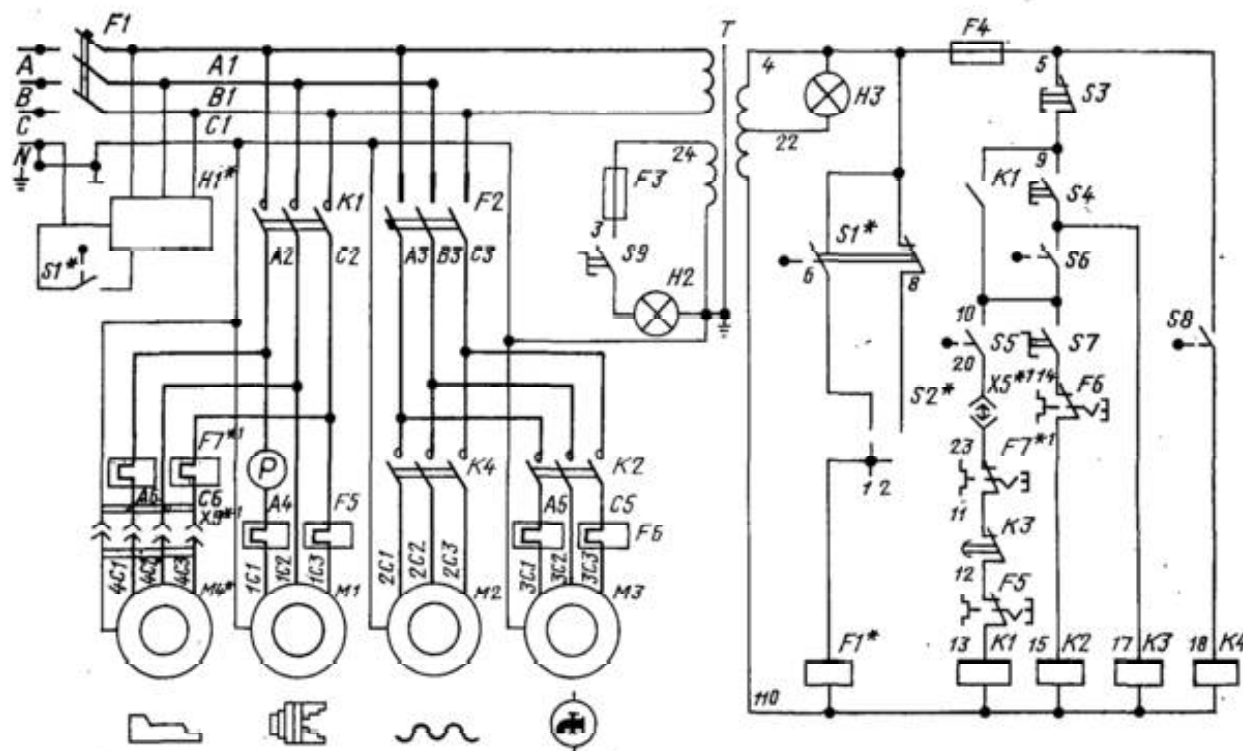 F1
T
A
A1
B
B1
C
C1
N
H1*
S1*
K1
F2
A2
C2
A3
B3
C3
24
F3
3
S9
H2
4
H3
22
F4
5
S3
9
K1
S4
S1*
6
8
S6
10
S5
S7
S8
20
X5*1
14
F6
S2*
23
F7*1
1
2
11
K3
12
F5
F1*
13
K1
15
K2
17
K3
18
K4
110
F7*1
C6
X9*1
P
A4
F5
K4
K2
A5
C5
F6
4C1
4C2
4C3
M4*
1C1
1C2
1C3
M1
2C1
2C2
2C3
M2
3C1
3C2
3C3
M3